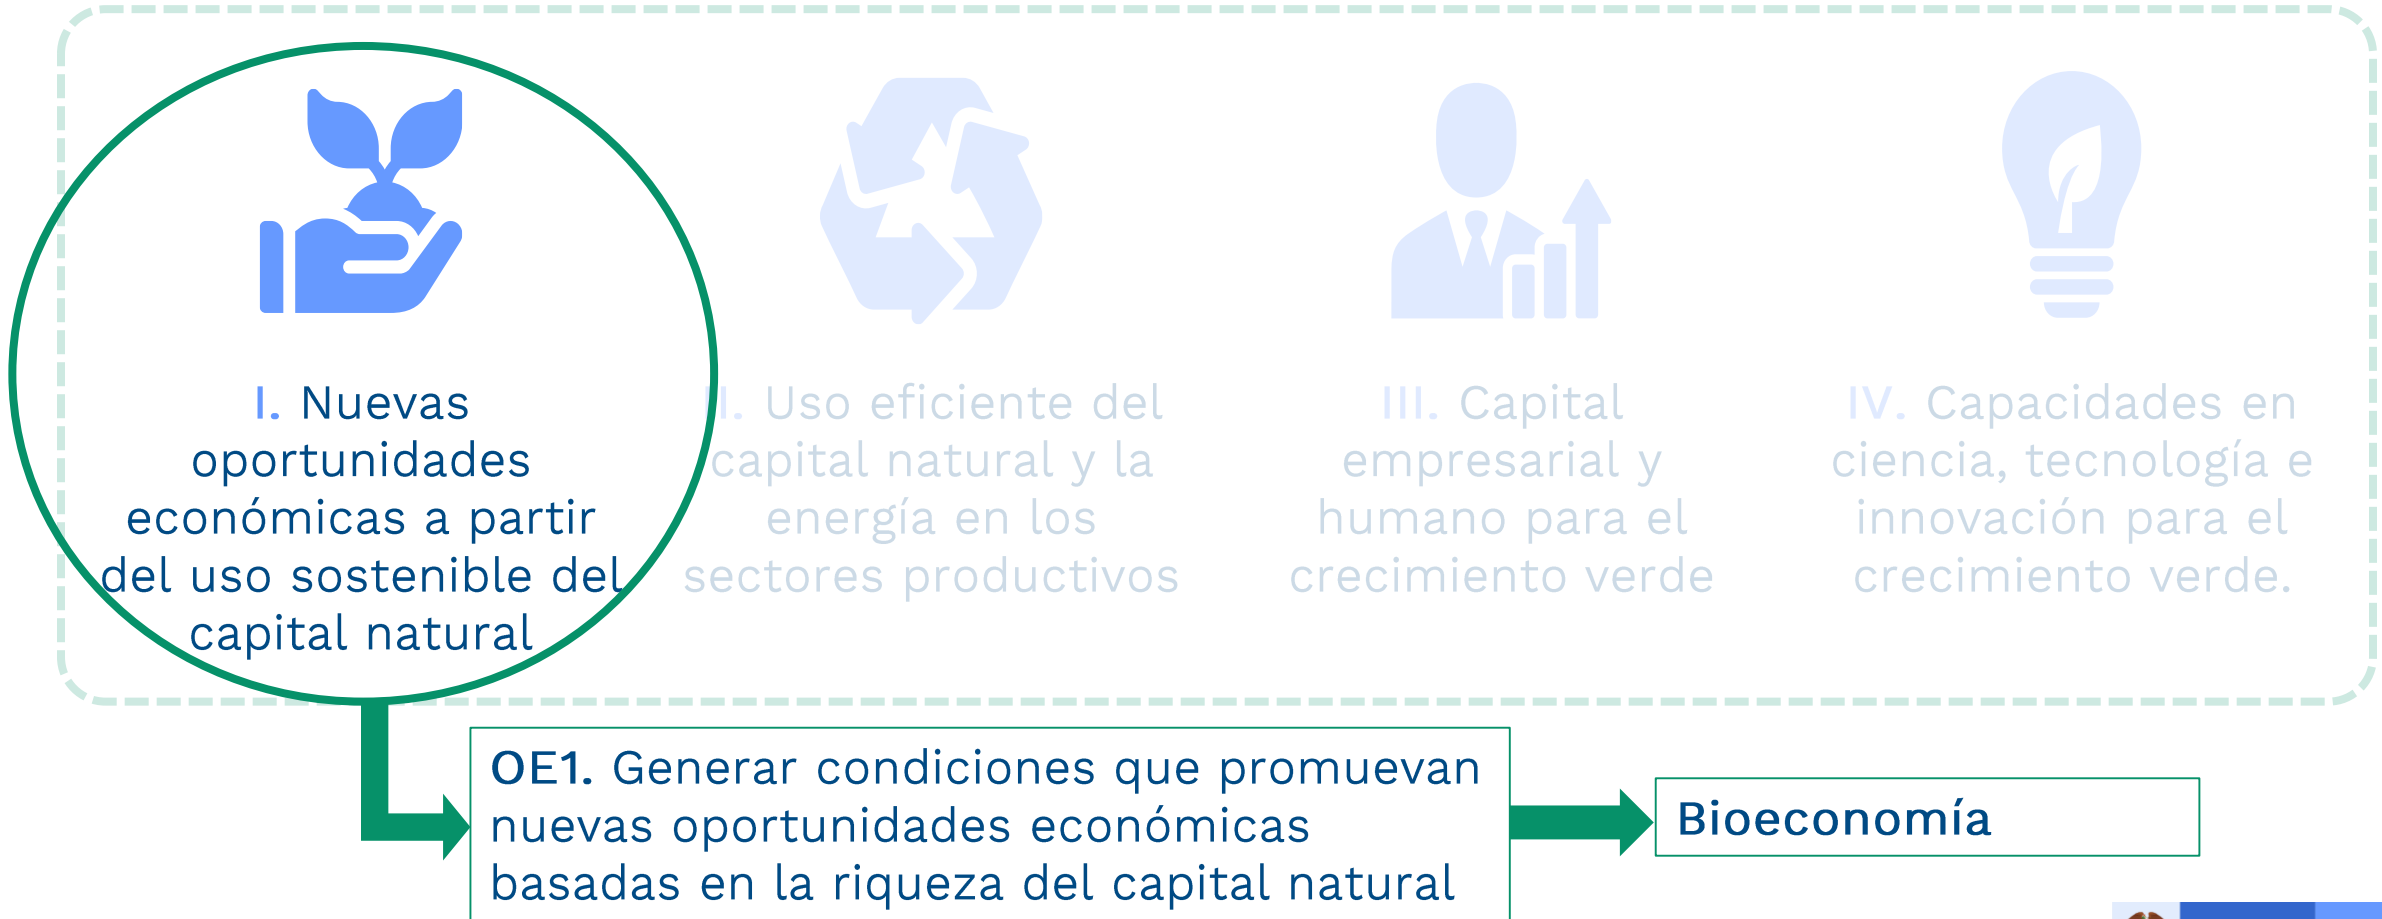 I. Nuevas
oportunidades
económicas a partir
del uso sostenible del
capital natural
II. Uso eficiente del
capital natural y la
energía en los
sectores productivos
III. Capital
empresarial y
humano para el
crecimiento verde
IV. Capacidades en
ciencia, tecnología e
innovación para el
crecimiento verde.
OE1. Generar condiciones que promuevan
nuevas oportunidades económicas
basadas en la riqueza del capital natural
Bioeconomía